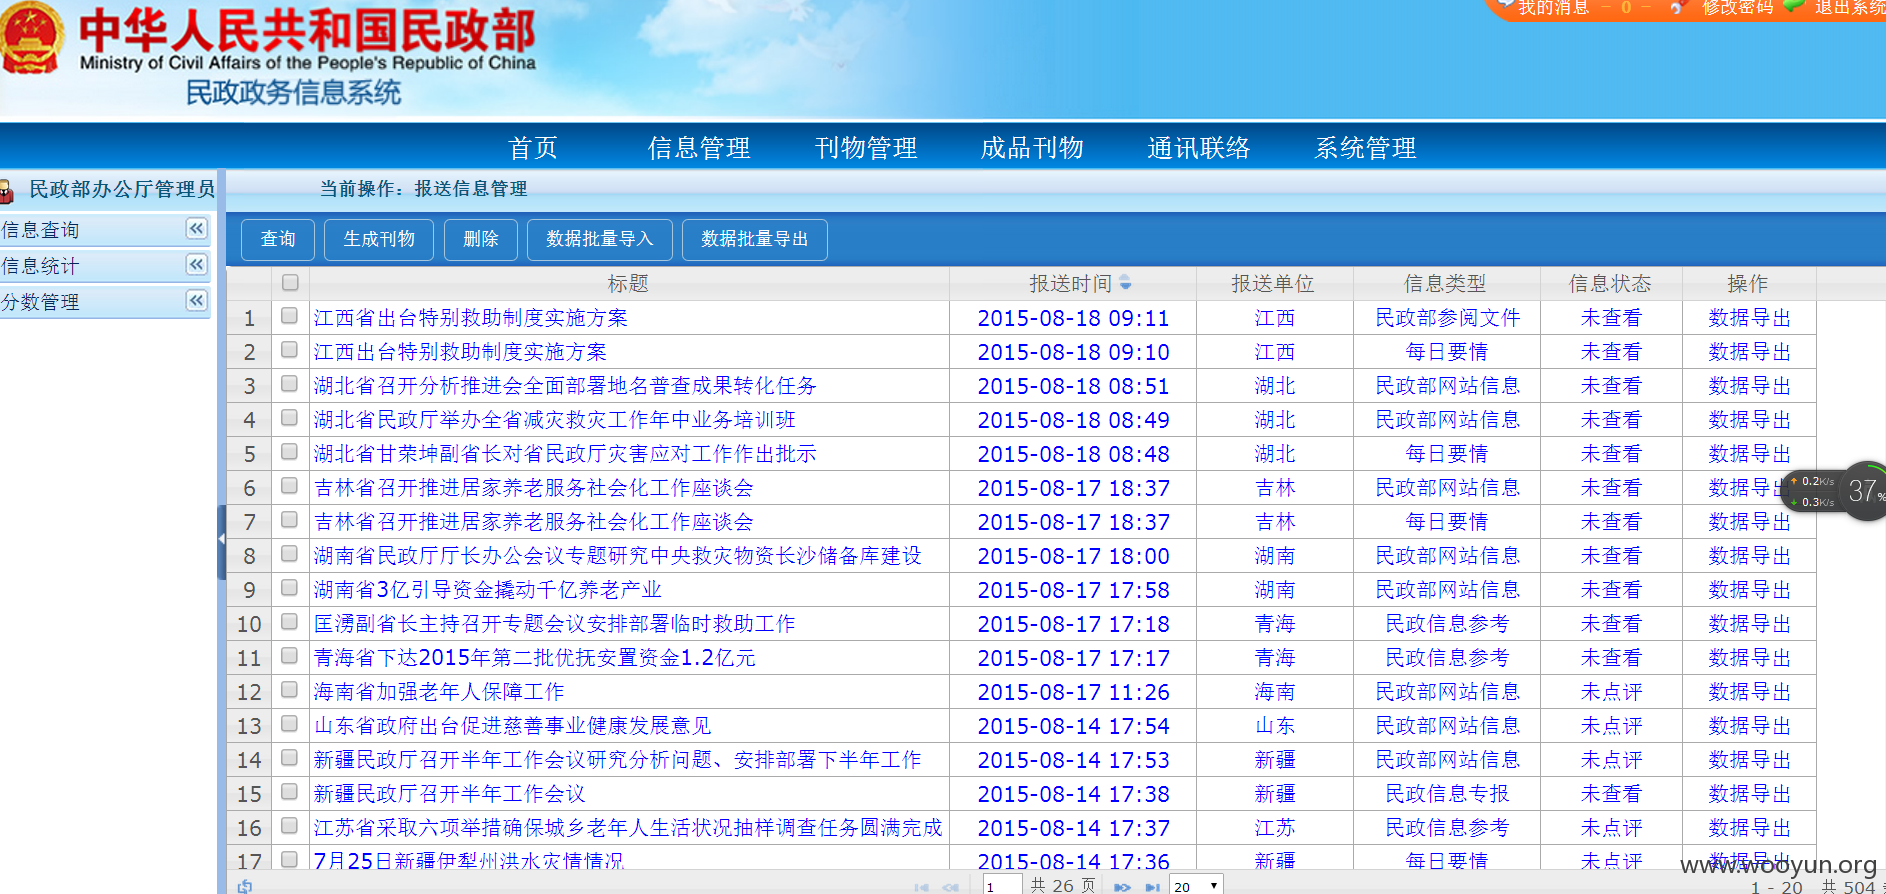 我的消息 - 0 - 修改密码 退出系统
中华人民共和国民政部
Ministry of Civil Affairs of the People's Republic of China
民政政务信息系统
首页 信息管理 刊物管理 成品刊物 通讯联络 系统管理
民政部办公厅管理员
当前操作：报送信息管理
信息查询
信息统计
分数管理
查询 生成刊物 删除 数据批量导入 数据批量导出
标题 报送时间 报送单位 信息类型 信息状态 操作
1 江西省出台特别救助制度实施方案 2015-08-18 09:11 江西 民政部参阅文件 未查看 数据导出
2 江西出台特别救助制度实施方案 2015-08-18 09:10 江西 每日要情 未查看 数据导出
3 湖北省召开分析推进会全面部署地名普查成果转化任务 2015-08-18 08:51 湖北 民政部网站信息 未查看 数据导出
4 湖北省民政厅举办全省减灾救灾工作年中业务培训班 2015-08-18 08:49 湖北 民政部网站信息 未查看 数据导出
5 湖北省甘荣坤副省长对省民政厅灾害应对工作作出批示 2015-08-18 08:48 湖北 每日要情 未查看 数据导出
6 吉林省召开推进居家养老服务社会化工作座谈会 2015-08-17 18:37 吉林 民政部网站信息 未查看 数据导出
7 吉林省召开推进居家养老服务社会化工作座谈会 2015-08-17 18:37 吉林 每日要情 未查看 数据导出
8 湖南省民政厅厅长办公会议专题研究中央救灾物资长沙储备库建设 2015-08-17 18:00 湖南 民政部网站信息 未查看 数据导出
9 湖南省3亿引导资金撬动千亿养老产业 2015-08-17 17:58 湖南 民政部网站信息 未查看 数据导出
10 匡湧副省长主持召开专题会议安排部署临时救助工作 2015-08-17 17:18 青海 民政信息参考 未查看 数据导出
11 青海省下达2015年第二批优抚安置资金1.2亿元 2015-08-17 17:17 青海 民政信息参考 未查看 数据导出
12 海南省加强老年人保障工作 2015-08-17 11:26 海南 民政部网站信息 未点评 数据导出
13 山东省政府出台促进慈善事业健康发展意见 2015-08-14 17:54 山东 民政部网站信息 未点评 数据导出
14 新疆民政厅召开半年工作会议研究分析问题、安排部署下半年工作 2015-08-14 17:53 新疆 民政部网站信息 未点评 数据导出
15 新疆民政厅召开半年工作会议 2015-08-14 17:38 新疆 民政信息专报 未查看 数据导出
16 江苏省采取六项举措确保城乡老年人生活状况抽样调查任务圆满完成 2015-08-14 17:37 江苏 民政信息参考 未点评 数据导出
17 7月25日新疆伊犁州洪水灾情情况 2015-08-14 17:36 新疆 每日要情 未点评 数据导出
0.2K/s
0.3K/s
37%
www.wooyun.org
1 共 26 页 20 1 - 20 共 504